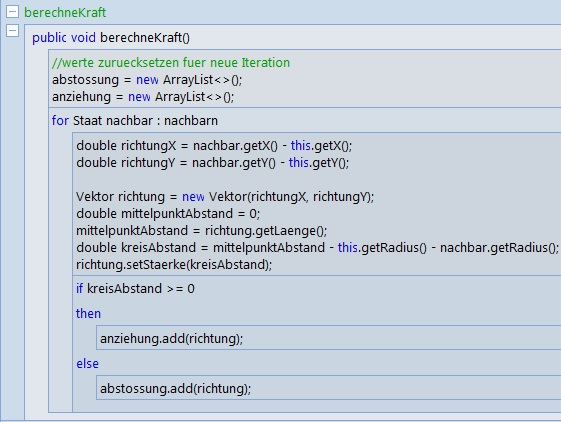 berechneKraft
public void berechneKraft()
//werte zuruecksetzen fuer neue Iteration
abstossung = new ArrayList<>();
anziehung = new ArrayList<>();
for Staat nachbar : nachbarn
double richtungX = nachbar.getX() - this.getX();
double richtungY = nachbar.getY() - this.getY();
Vektor richtung = new Vektor(richtungX, richtungY);
double mittelpunktAbstand = 0;
mittelpunktAbstand = richtung.getLaenge();
double kreisAbstand = mittelpunktAbstand - this.getRadius() - nachbar.getRadius();
richtung.setStaerke(kreisAbstand);
if kreisAbstand >= 0
then
anziehung.add(richtung);
else
abstossung.add(richtung);